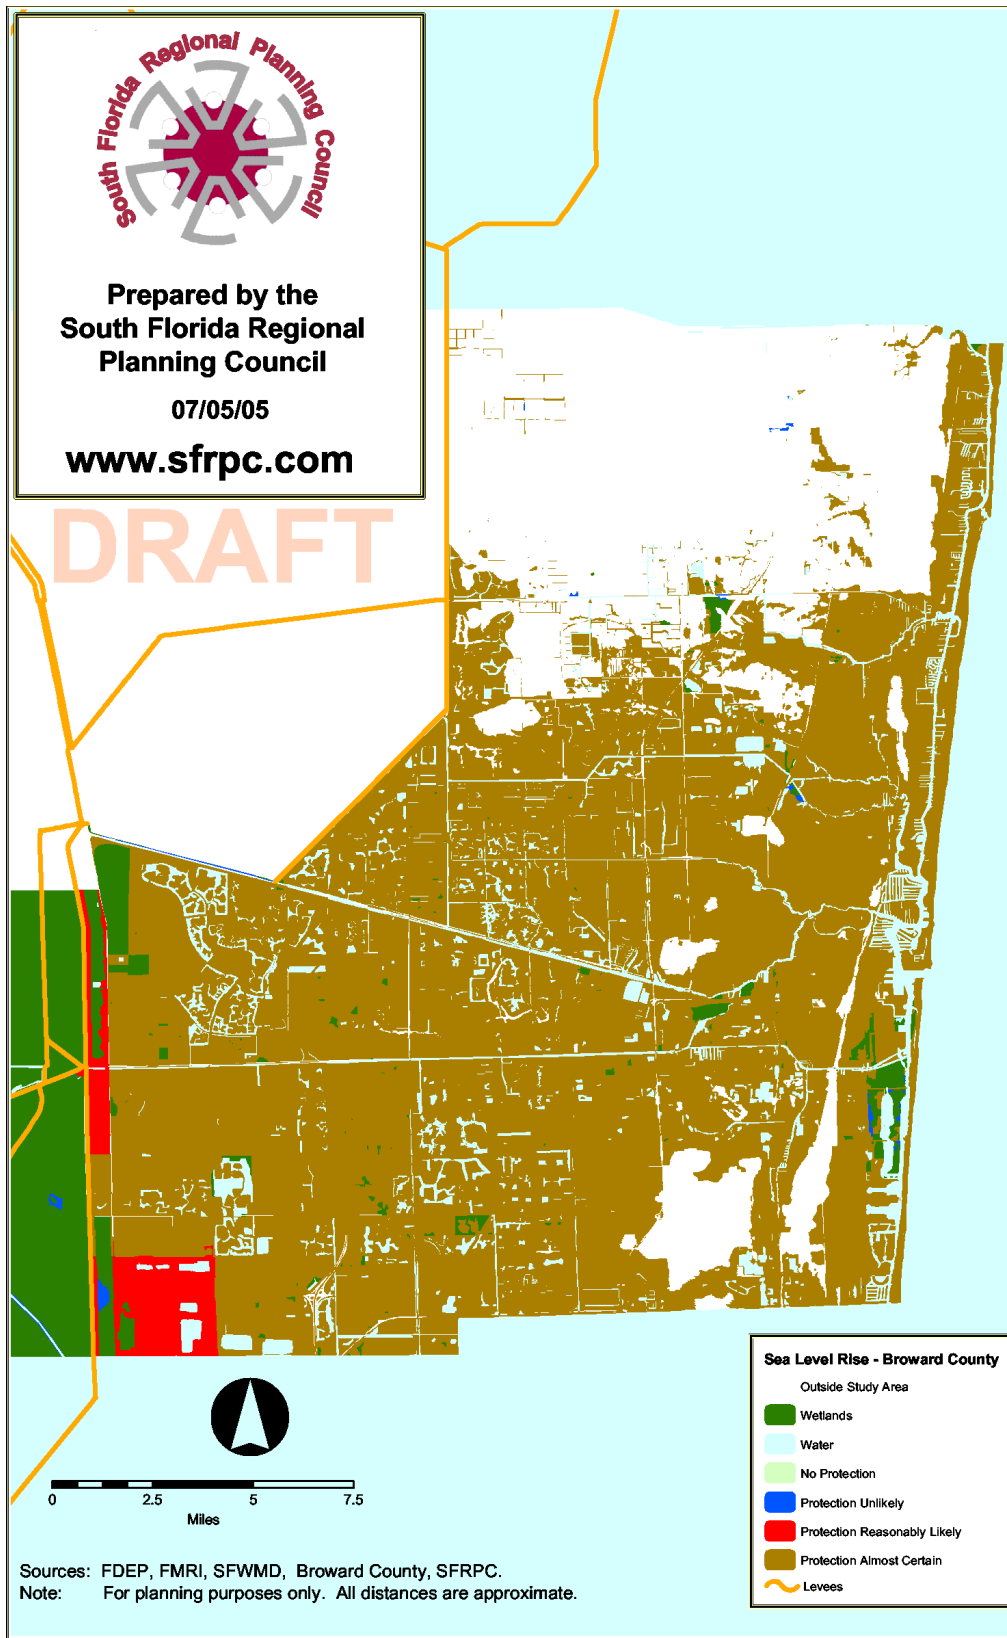 South Florida Regional Planning Council
Prepared by the
South Florida Regional
Planning Council
07/05/05
www.sfrpc.com
DRAFT
Sea Level Rise - Broward County
Outside Study Area
Wetlands
Water
No Protection
Protection Unlikely
Protection Reasonably Likely
Protection Almost Certain
Levees
0 2.5 5 7.5
Miles
Sources: FDEP, FMRI, SFWMD, Broward County, SFRPC.
Note: For planning purposes only. All distances are approximate.